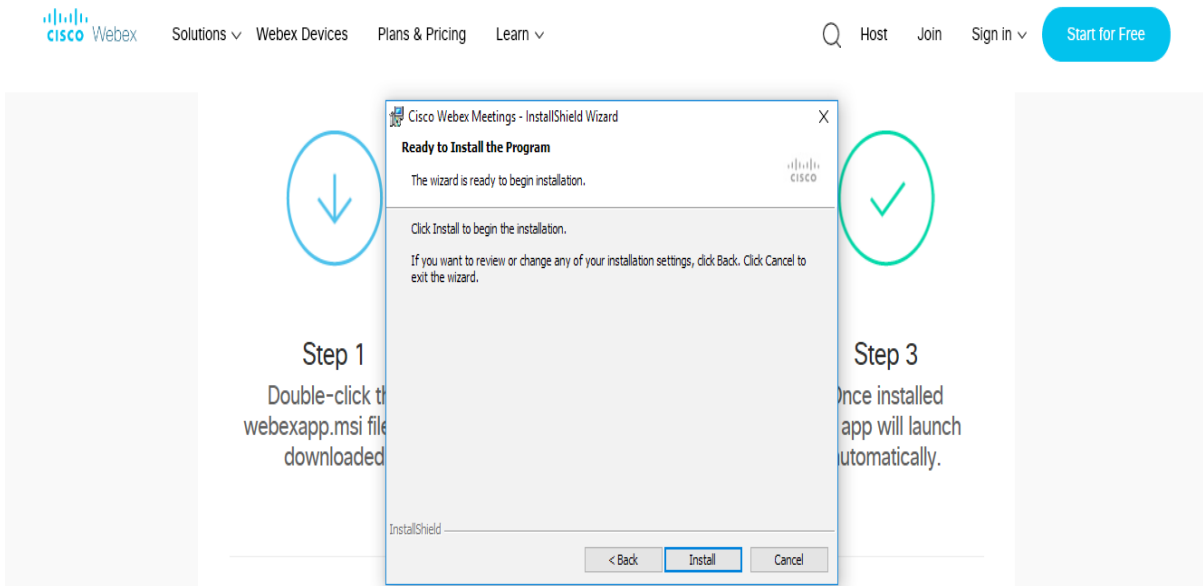 CISCO Webex
Solutions Webex Devices Plans & Pricing Learn Host Join Sign in Start for Free
Cisco Webex Meetings - InstallShield Wizard X
Ready to Install the Program
The wizard is ready to begin installation.
CISCO
Click Install to begin the installation.
If you want to review or change any of your installation settings, click Back. Click Cancel to
exit the wizard.
InstallShield
< Back Install Cancel
Step 1
Double-click
webexapp.msi file
downloaded
Step 3
installed
app will launch